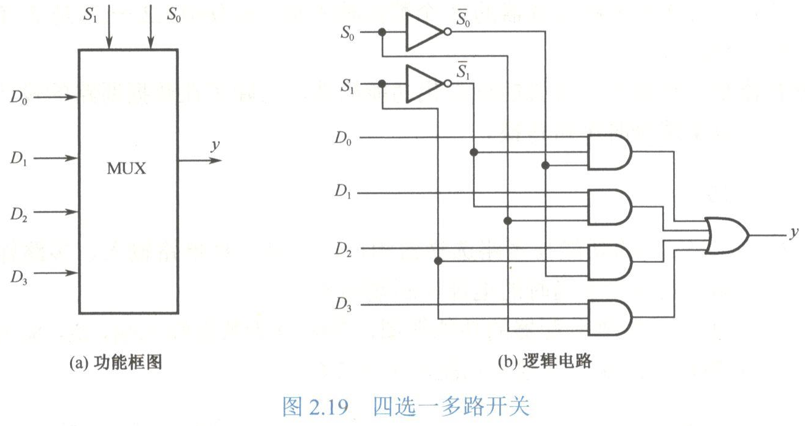 S₁ S₀
D₀
D₁
D₂
D₃
MUX
y
(a) 功能框图
S₀
S̅₀
S₁
S̅₁
D₀
D₁
D₂
D₃
y
(b) 逻辑电路
图 2.19 四选一多路开关